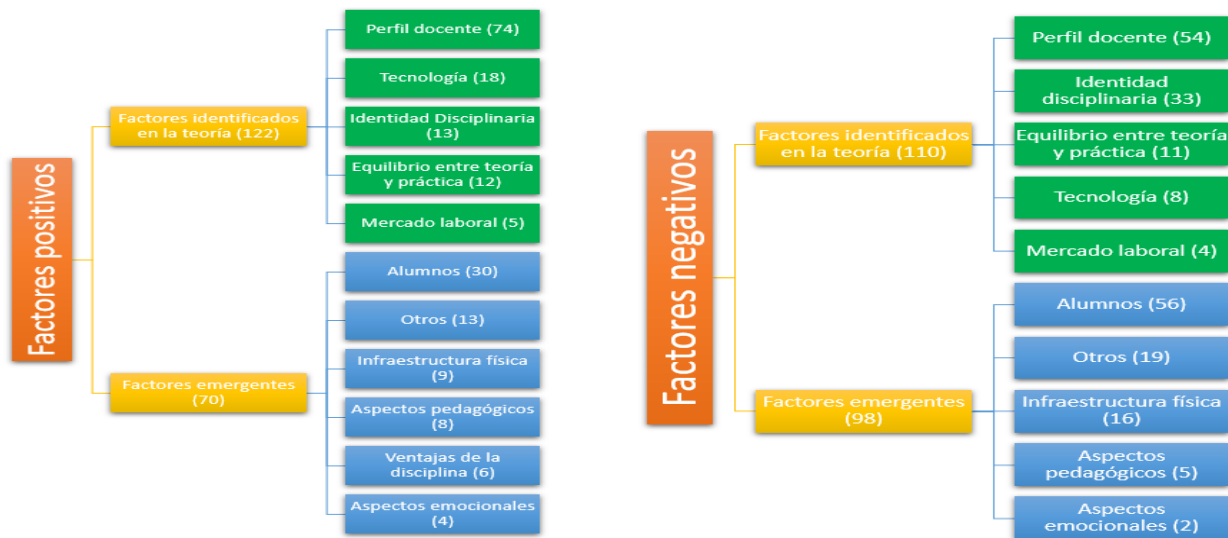 Factores positivos
Factores identificados
en la teoría (122)
Perfil docente (74)
Tecnología (18)
Identidad Disciplinaria
(13)
Equilibrio entre teoría
y práctica (12)
Mercado laboral (5)
Factores emergentes
(70)
Alumnos (30)
Otros (13)
Infraestructura física
(9)
Aspectos pedagógicos
(8)
Ventajas de la
disciplina (6)
Aspectos emocionales
(4)
Factores negativos
Factores identificados
en la teoría (110)
Perfil docente (54)
Identidad
disciplinaria (33)
Equilibrio entre teoría
y práctica (11)
Tecnología (8)
Mercado laboral (4)
Factores emergentes
(98)
Alumnos (56)
Otros (19)
Infraestructura física
(16)
Aspectos
pedagógicos (5)
Aspectos
emocionales (2)